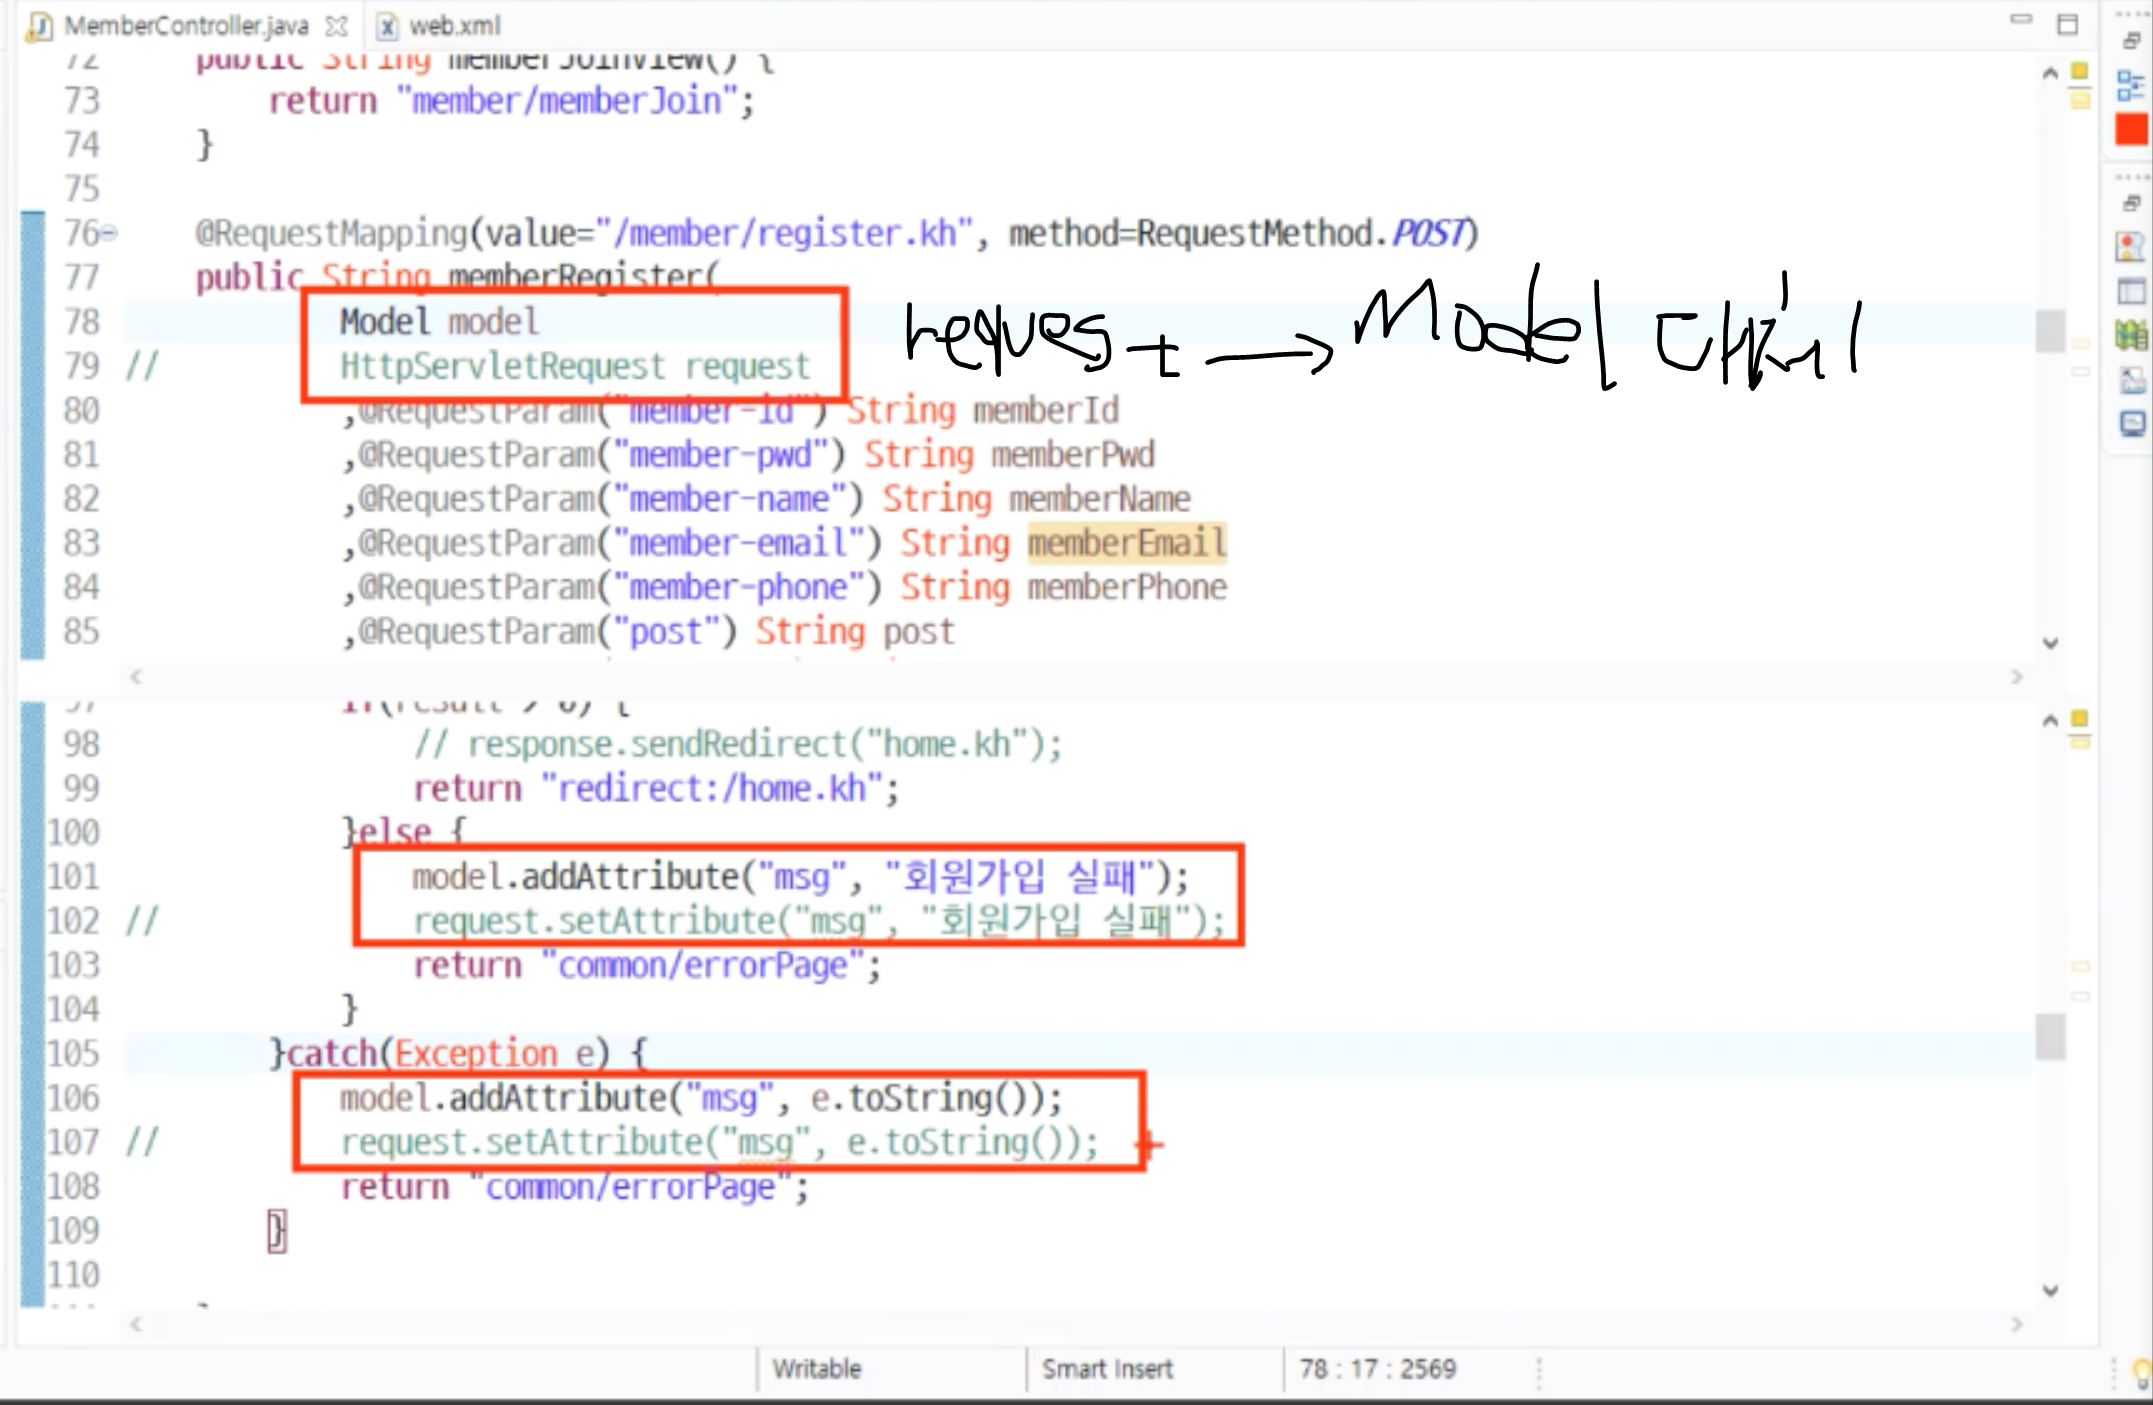 MemberController.java web.xml
72 public String memberJoinView() {
73 return "member/memberJoin";
74 }
75
76 @RequestMapping(value="/member/register.kh", method=RequestMethod.POST)
77 public String memberRegister(
78 Model model
79 // HttpServletRequest request
request → Model
80 ,@RequestParam("member-id") String memberId
81 ,@RequestParam("member-pwd") String memberPwd
82 ,@RequestParam("member-name") String memberName
83 ,@RequestParam("member-email") String memberEmail
84 ,@RequestParam("member-phone") String memberPhone
85 ,@RequestParam("post") String post
97 if(result > 0) {
98 // response.sendRedirect("home.kh");
99 return "redirect:/home.kh";
100 }else {
101 model.addAttribute("msg", "회원가입 실패");
102 // request.setAttribute("msg", "회원가입 실패");
103 return "common/errorPage";
104 }
105 }catch(Exception e) {
106 model.addAttribute("msg", e.toString());
107 // request.setAttribute("msg", e.toString());
108 return "common/errorPage";
109 }
110
Writable Smart Insert 78 : 17 : 2569